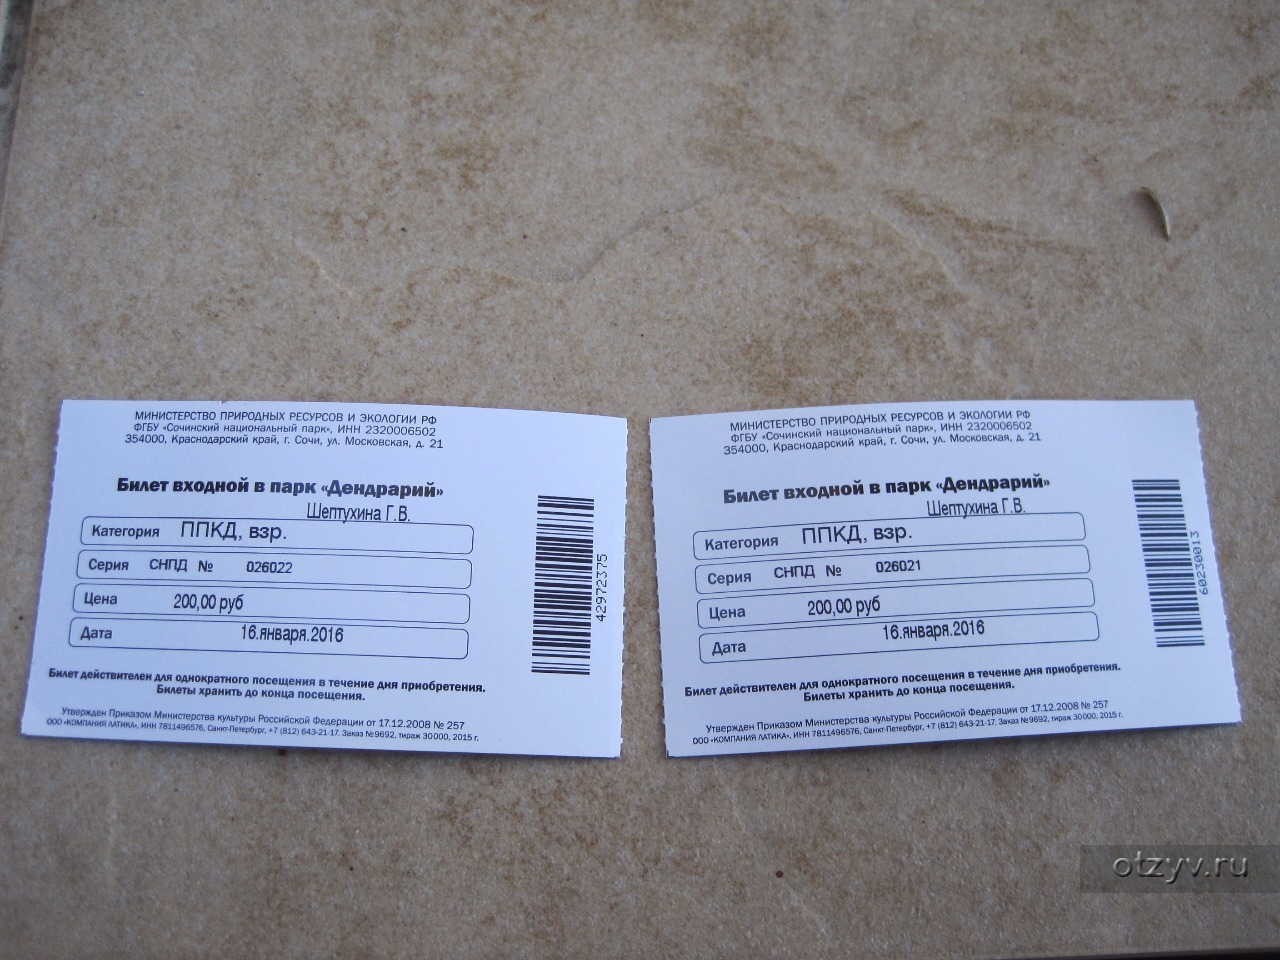 МИНИСТЕРСТВО ПРИРОДНЫХ РЕСУРСОВ И ЭКОЛОГИИ РФ
ФГБУ «Сочинский национальный парк», ИНН 2320006502
354000, Краснодарский край, г. Сочи, ул. Московская, д. 21
Билет входной в парк «Дендрарий»
Шептухина Г.В.
Категория ППКД, взр.
Серия СНПД № 026022
Цена 200,00 руб
Дата 16.января.2016
42972375
Билет действителен для однократного посещения в течение дня приобретения.
Билеты хранить до конца посещения.
Утвержден Приказом Министерства культуры Российской Федерации от 17.12.2008 № 257
ООО «КОМПАНИЯ ЛАТИКА», ИНН 7811496576, Санкт-Петербург, +7 (812) 643-21-17. Заказ №9692, тираж 30000, 2015 г.
МИНИСТЕРСТВО ПРИРОДНЫХ РЕСУРСОВ И ЭКОЛОГИИ РФ
ФГБУ «Сочинский национальный парк», ИНН 2320006502
354000, Краснодарский край, г. Сочи, ул. Московская, д. 21
Билет входной в парк «Дендрарий»
Шептухина Г.В.
Категория ППКД, взр.
Серия СНПД № 026021
Цена 200,00 руб
Дата 16.января.2016
60230013
Билет действителен для однократного посещения в течение дня приобретения.
Билеты хранить до конца посещения.
Утвержден Приказом Министерства культуры Российской Федерации от 17.12.2008 № 257
ООО «КОМПАНИЯ ЛАТИКА», ИНН 7811496576, Санкт-Петербург, +7 (812) 643-21-17. Заказ №9692, тираж 30000, 2015 г.
otzyv.ru